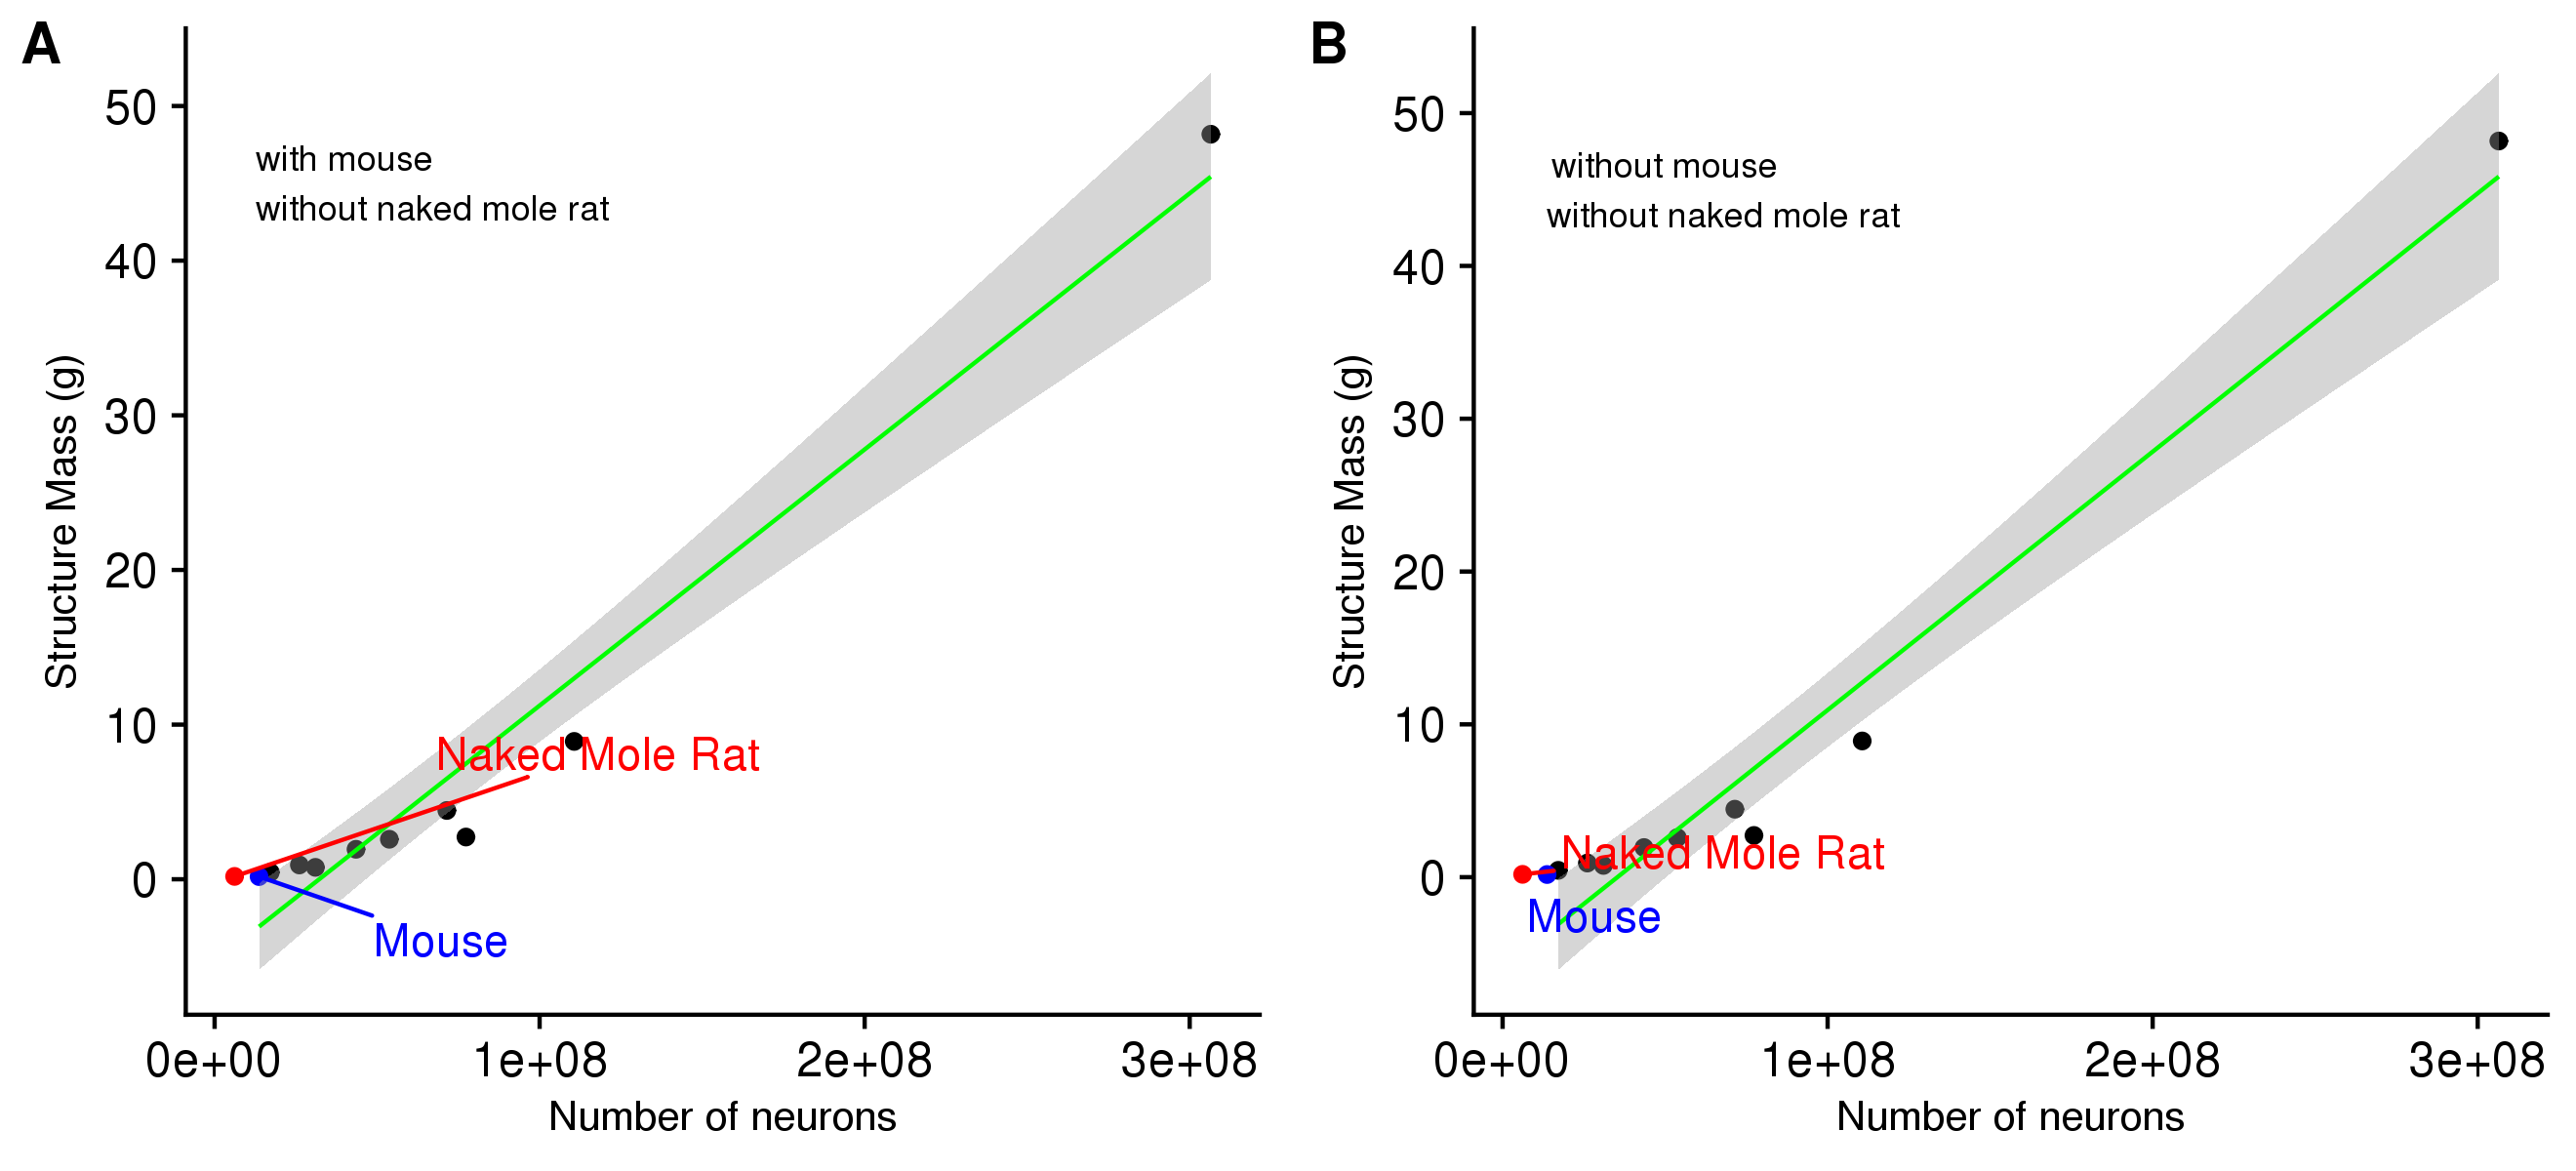 A
50
40
30
20
10
0
Structure Mass (g)
with mouse
without naked mole rat
Naked Mole Rat
Mouse
0e+00 1e+08 2e+08 3e+08
Number of neurons
B
50
40
30
20
10
0
Structure Mass (g)
without mouse
without naked mole rat
Naked Mole Rat
Mouse
0e+00 1e+08 2e+08 3e+08
Number of neurons